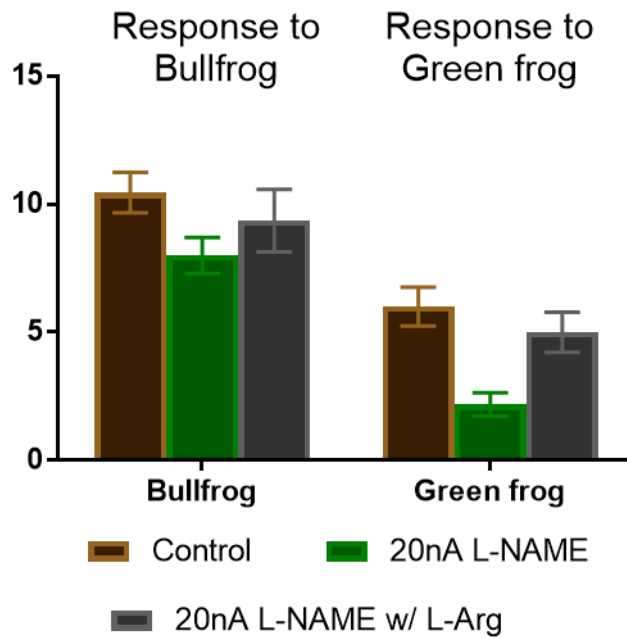 Response to
Bullfrog
Response to
Green frog
15
10
5
0
Bullfrog
Green frog
Control
20nA L-NAME
20nA L-NAME w/ L-Arg